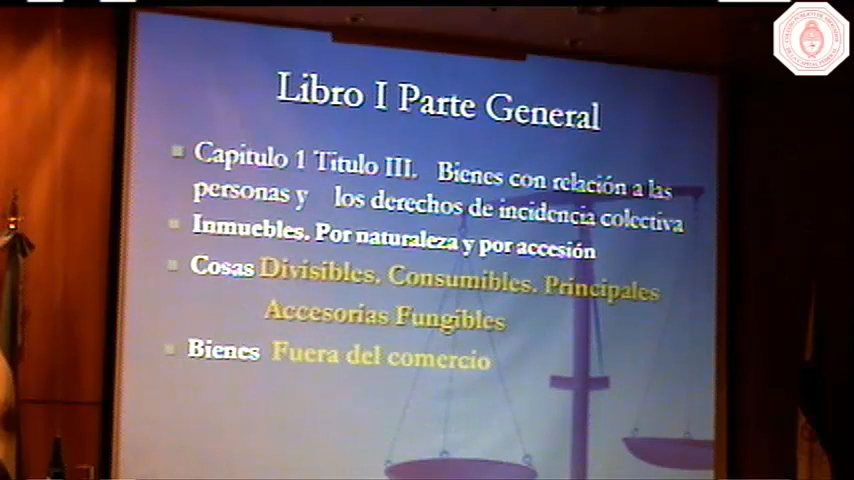 Libro I Parte General
Capitulo 1 Titulo III. Bienes con relación a las
personas y los derechos de incidencia colectiva
Inmuebles. Por naturaleza y por accesión
Cosas Divisibles. Consumibles. Principales
Accesorias Fungibles
Bienes Fuera del comercio